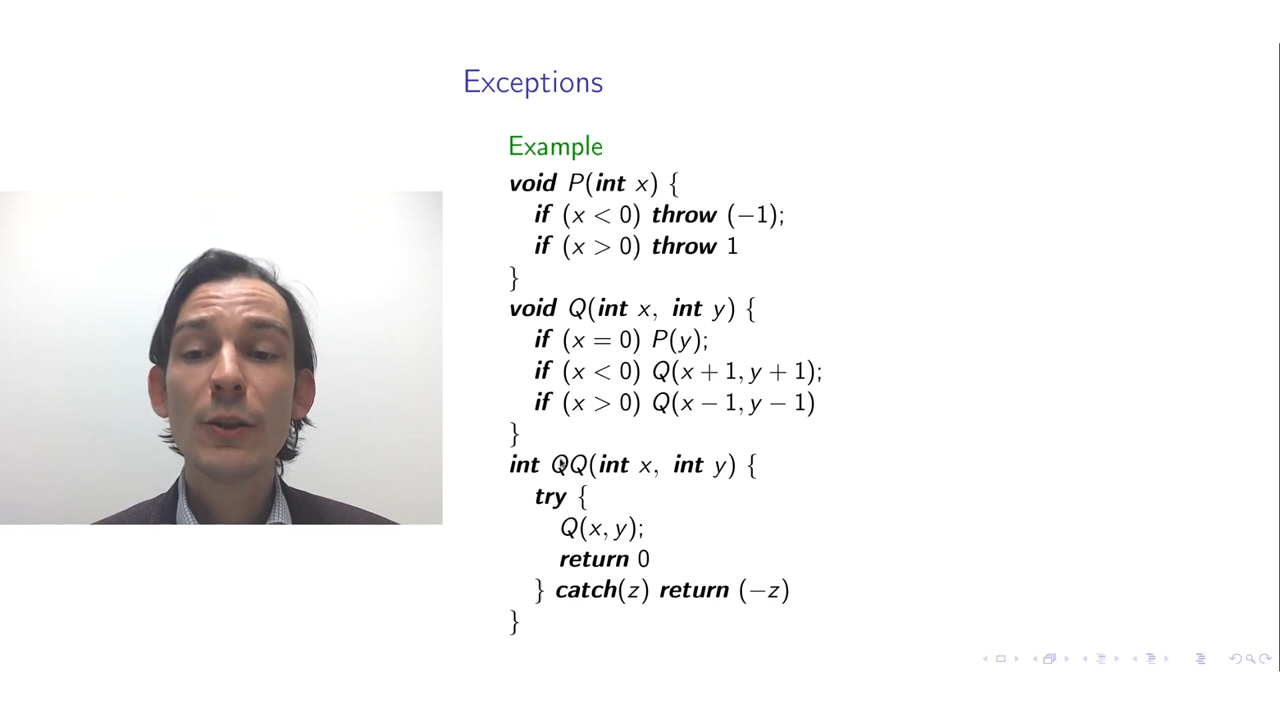 Exceptions
Example
void P(int x) {
if (x < 0) throw (−1);
if (x > 0) throw 1
}
void Q(int x, int y) {
if (x = 0) P(y);
if (x < 0) Q(x + 1, y + 1);
if (x > 0) Q(x − 1, y − 1)
}
int QQ(int x, int y) {
try {
Q(x, y);
return 0
} catch(z) return (−z)
}